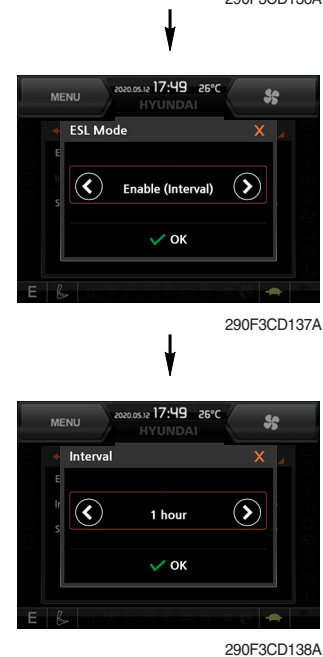 290F3CD136A
MENU 2020.05.12 17:49 26°C
HYUNDAI
ESL Mode X
E
S
Enable (Interval)
OK
E
290F3CD137A
MENU 2020.05.12 17:49 26°C
HYUNDAI
Interval X
E
In
S
1 hour
OK
E
290F3CD138A